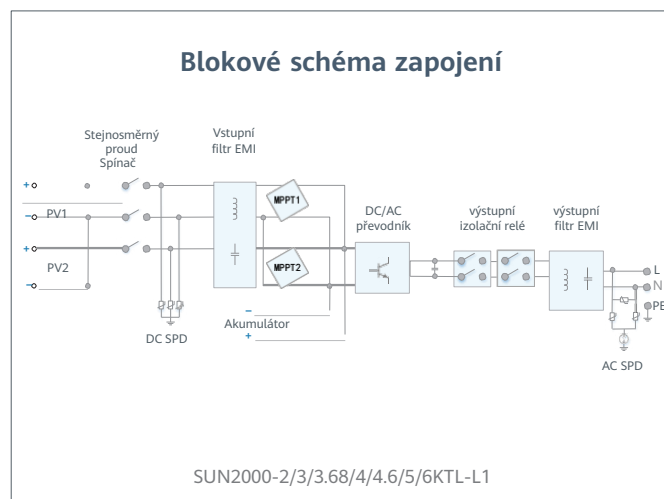 Blokové schéma zapojení
Stejnosměrný
proud
Spínač
Vstupní
filtr EMI
DC/AC
převodník
výstupní
izolační relé
výstupní
filtr EMI
+
PV1
−
+
PV2
−
MPPT1
MPPT2
L
N
PE
DC SPD
Akumulátor
−
+
AC SPD
SUN2000-2/3/3.68/4/4.6/5/6KTL-L1